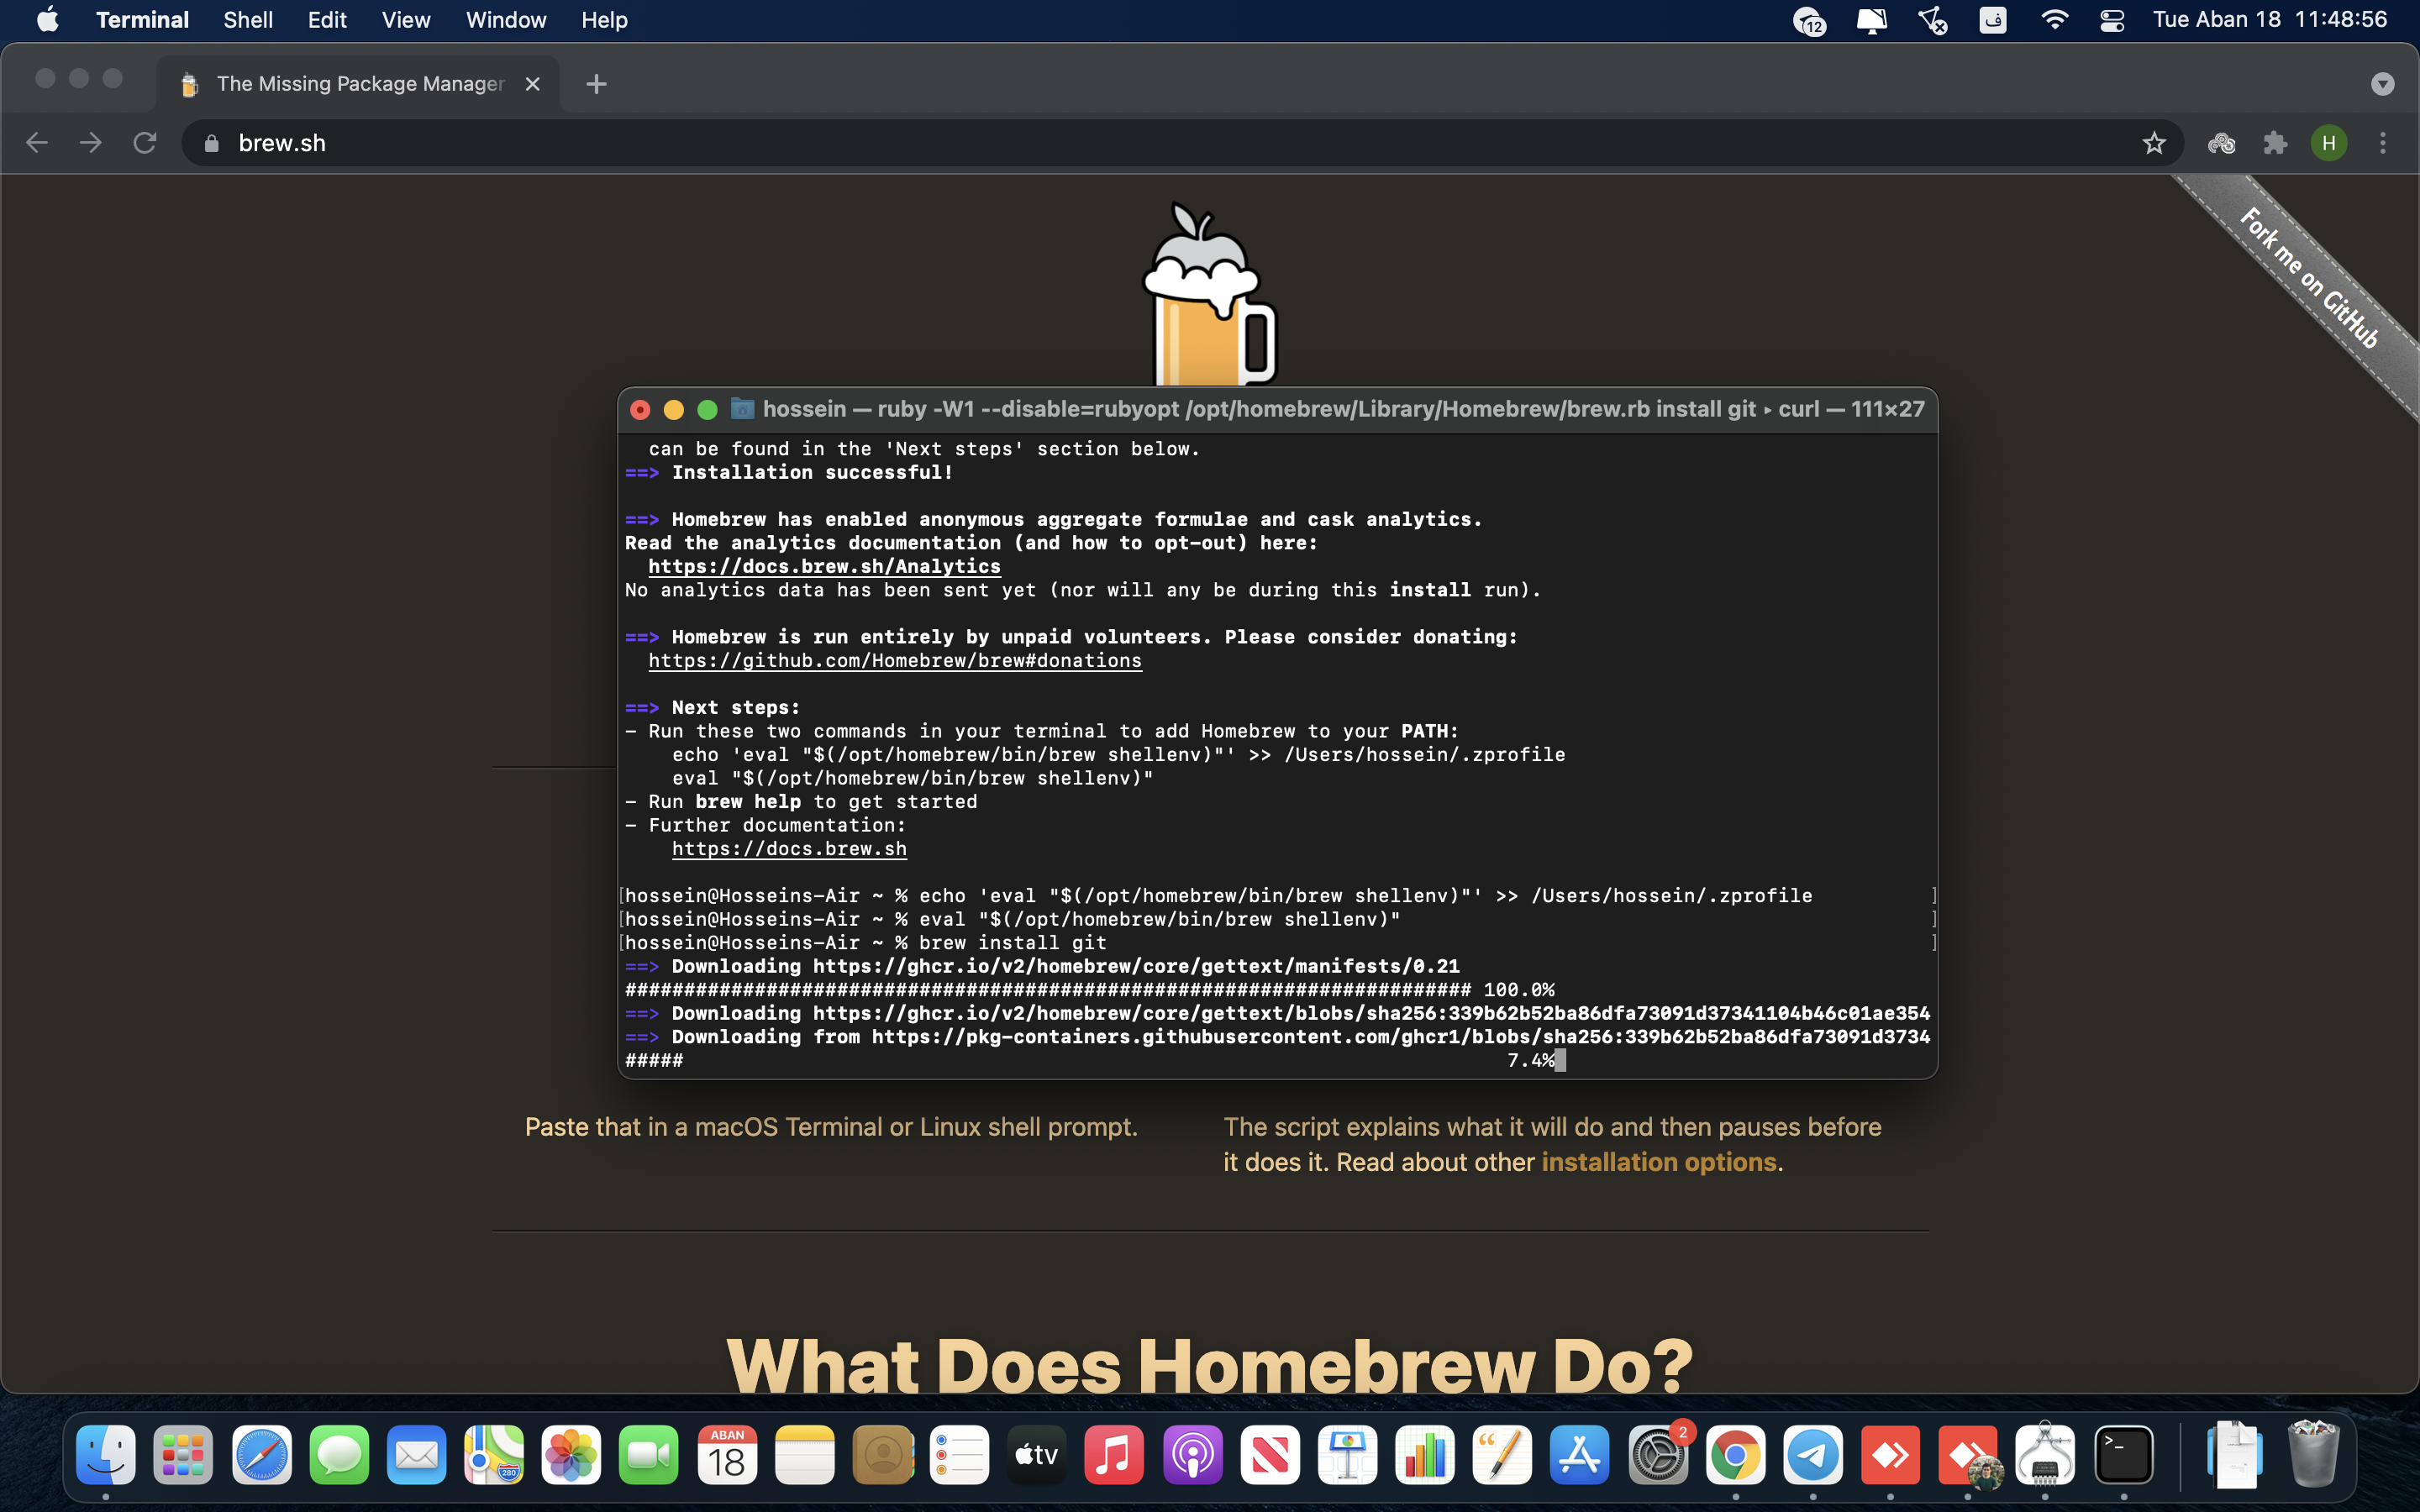 Terminal Shell Edit View Window Help 12 ف Tue Aban 18 11:48:56
The Missing Package Manager
brew.sh H
Fork me on GitHub
hossein — ruby -W1 --disable=rubyopt /opt/homebrew/Library/Homebrew/brew.rb install git ▸ curl — 111×27
can be found in the 'Next steps' section below.
==> Installation successful!
==> Homebrew has enabled anonymous aggregate formulae and cask analytics.
Read the analytics documentation (and how to opt-out) here:
https://docs.brew.sh/Analytics
No analytics data has been sent yet (nor will any be during this install run).
==> Homebrew is run entirely by unpaid volunteers. Please consider donating:
https://github.com/Homebrew/brew#donations
==> Next steps:
- Run these two commands in your terminal to add Homebrew to your PATH:
echo 'eval "$(/opt/homebrew/bin/brew shellenv)"' >> /Users/hossein/.zprofile
eval "$(/opt/homebrew/bin/brew shellenv)"
- Run brew help to get started
- Further documentation:
https://docs.brew.sh
[hossein@Hosseins-Air ~ % echo 'eval "$(/opt/homebrew/bin/brew shellenv)"' >> /Users/hossein/.zprofile ]
[hossein@Hosseins-Air ~ % eval "$(/opt/homebrew/bin/brew shellenv)" ]
[hossein@Hosseins-Air ~ % brew install git ]
==> Downloading https://ghcr.io/v2/homebrew/core/gettext/manifests/0.21
######################################################################## 100.0%
==> Downloading https://ghcr.io/v2/homebrew/core/gettext/blobs/sha256:339b62b52ba86dfa73091d37341104b46c01ae354
==> Downloading from https://pkg-containers.githubusercontent.com/ghcr1/blobs/sha256:339b62b52ba86dfa73091d3734
##### 7.4%
Paste that in a macOS Terminal or Linux shell prompt.
The script explains what it will do and then pauses before
it does it. Read about other installation options.
What Does Homebrew Do?
280 ABAN 18 tv 2 >_